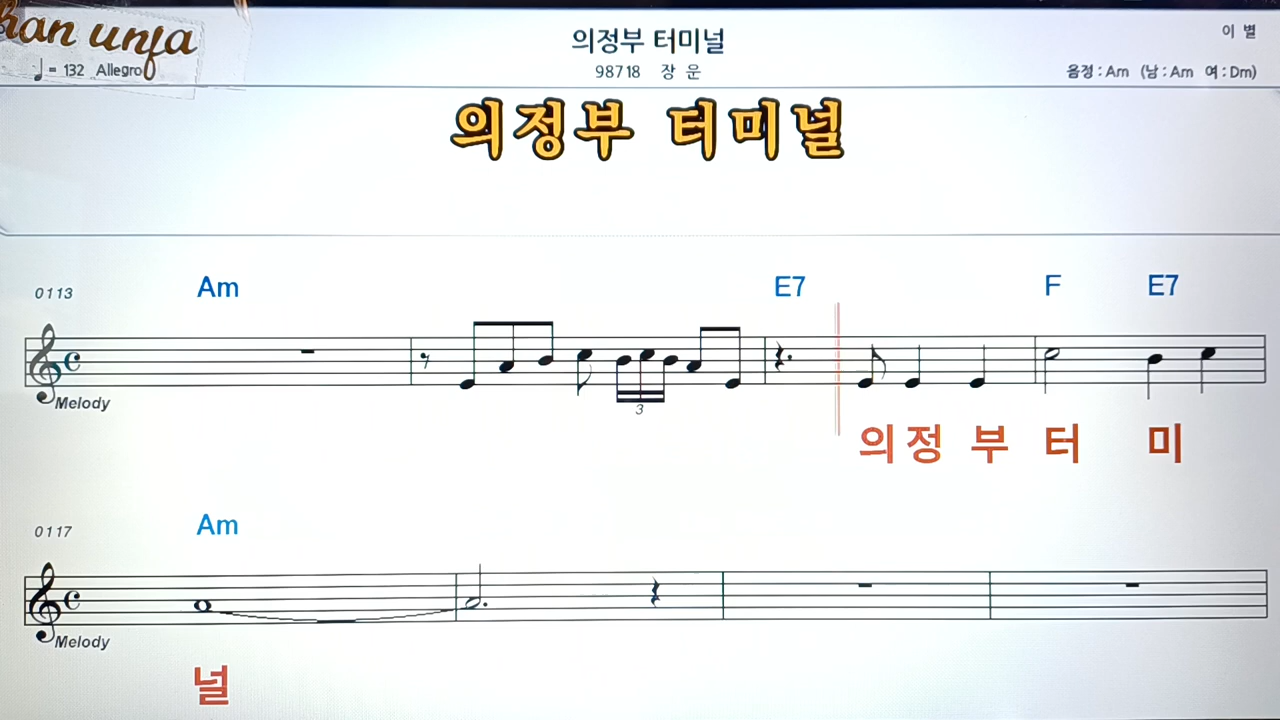 han unfa
의정부 터미널
이 별
♩= 132 Allegro
98718 장 운
음정 : Am (남 : Am 여 : Dm)
의정부 터미널
0113 Am E7 F E7
Melody
3
의 정 부 터 미
0117 Am
Melody
널